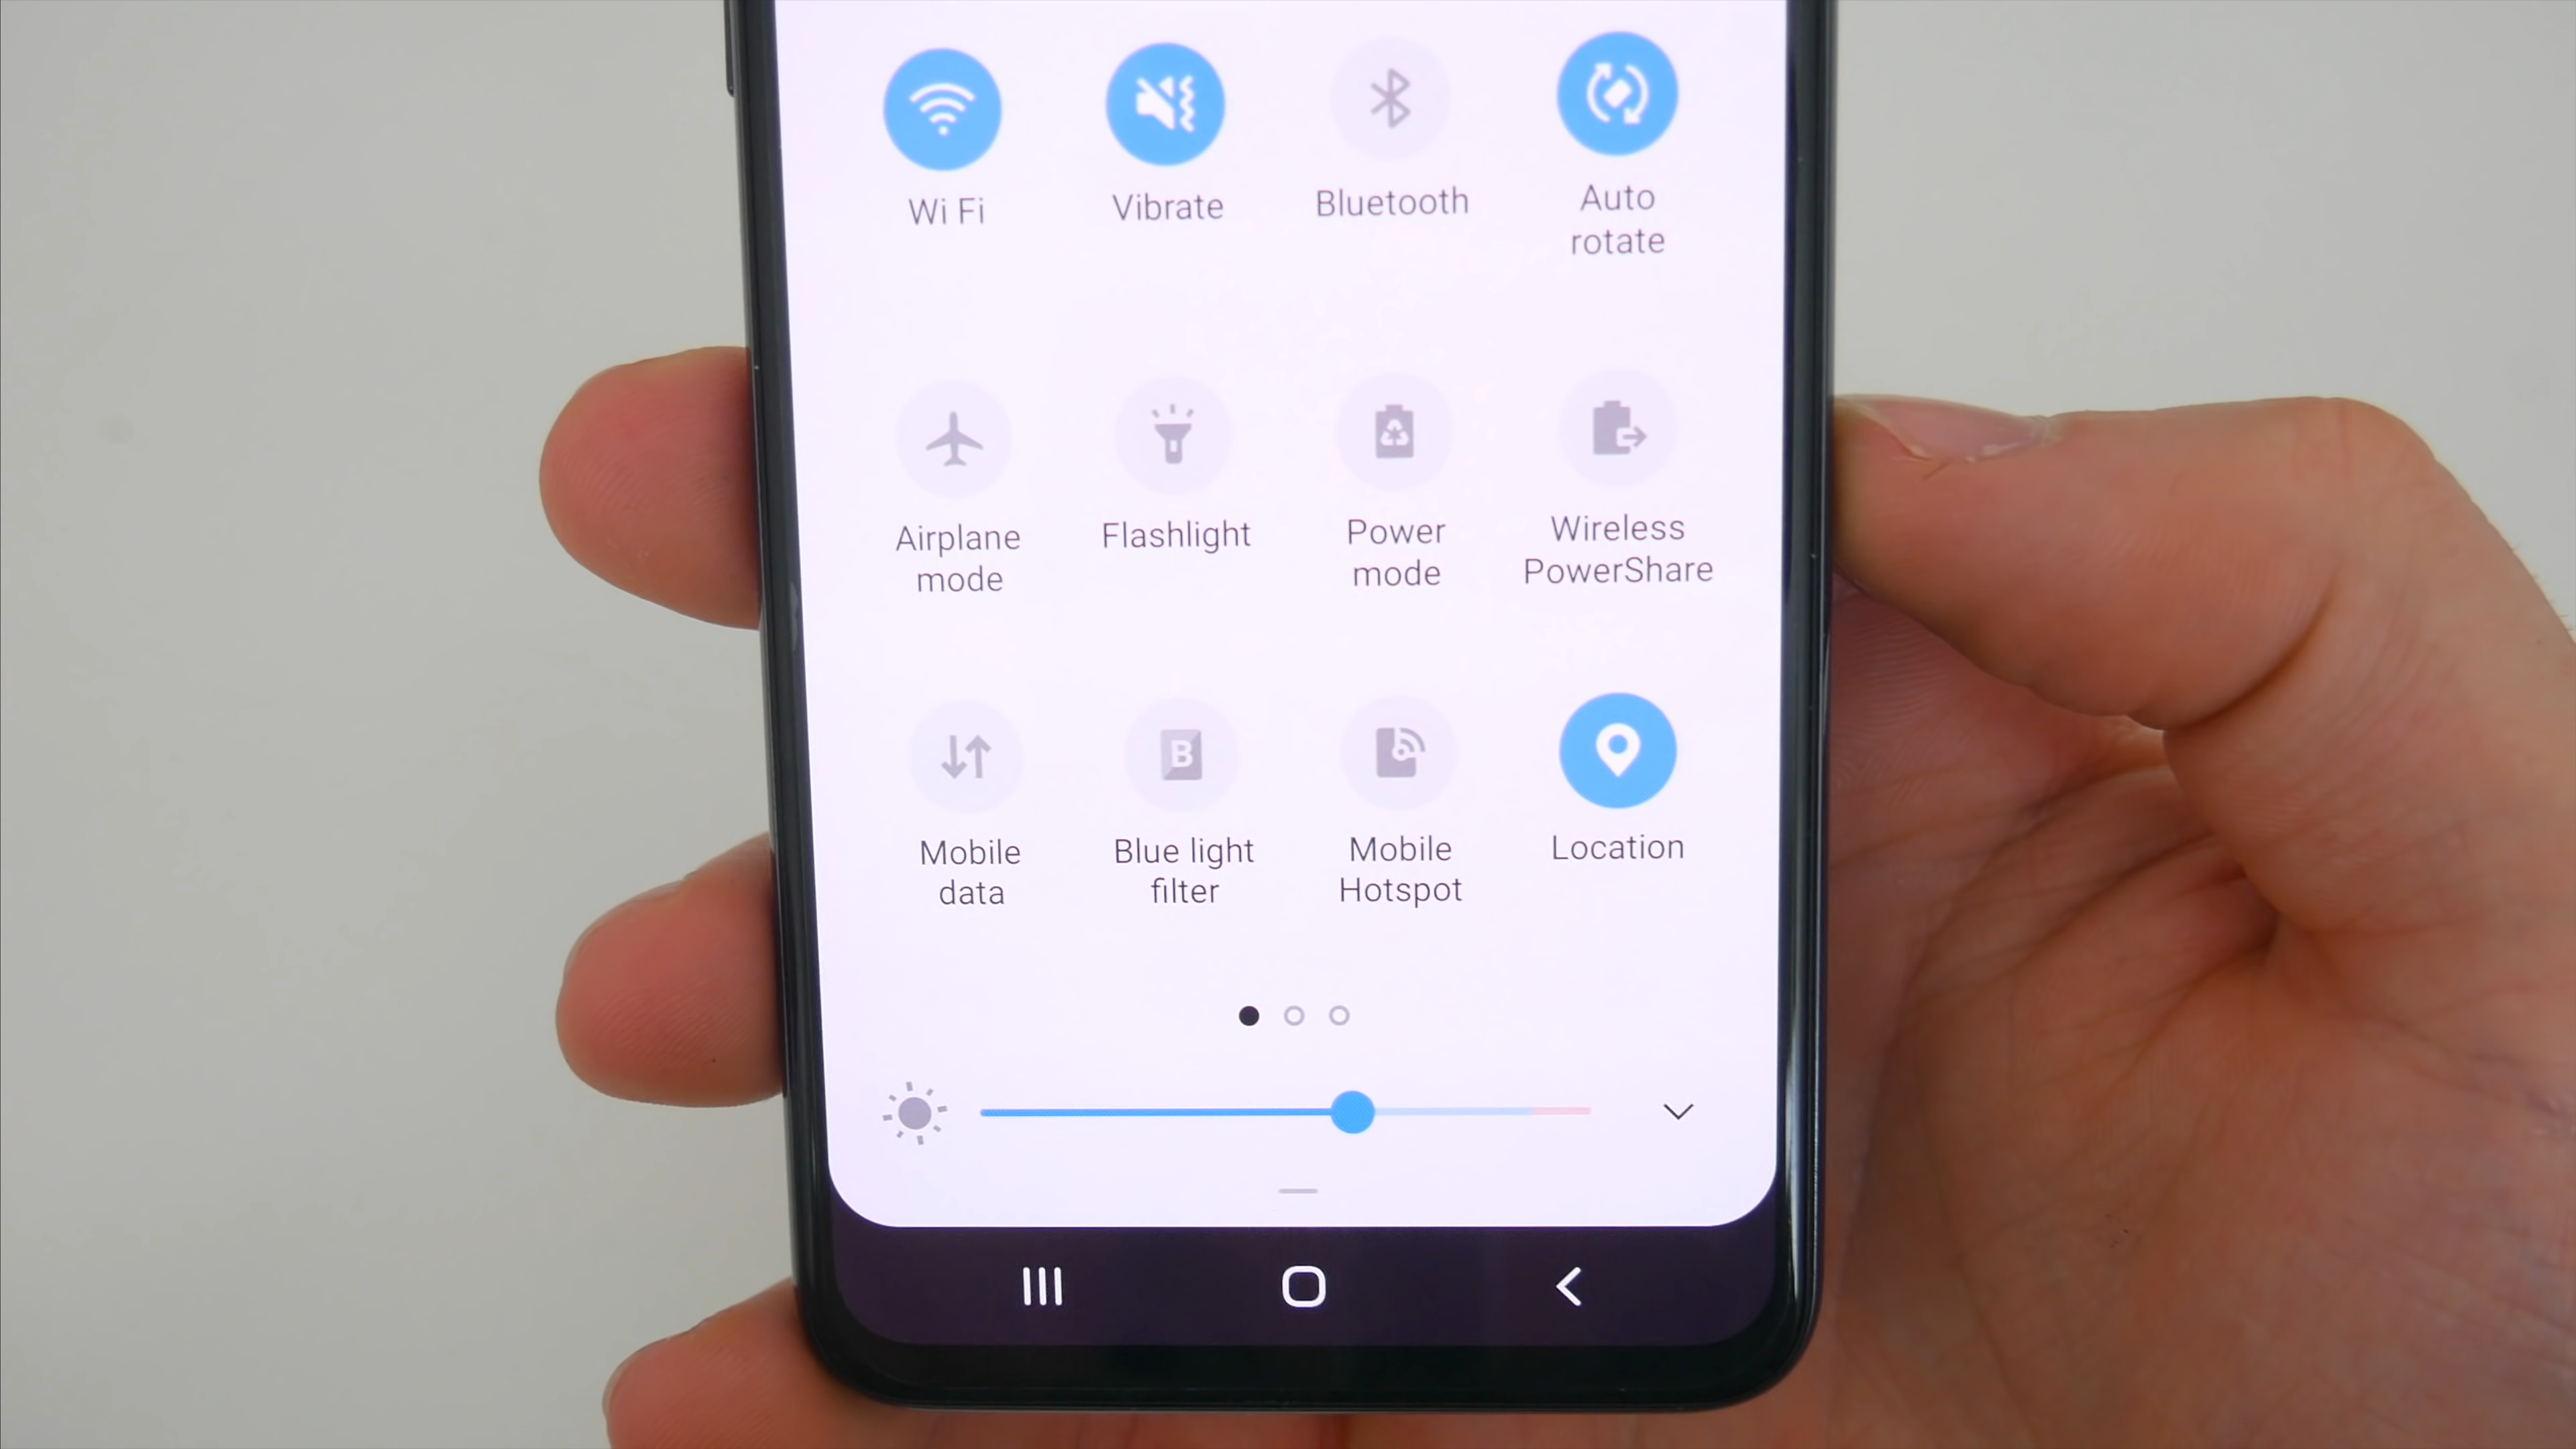 Wi Fi
Vibrate
Bluetooth
Auto
rotate
Airplane
mode
Flashlight
Power
mode
Wireless
PowerShare
Mobile
data
B
Blue light
filter
Mobile
Hotspot
Location